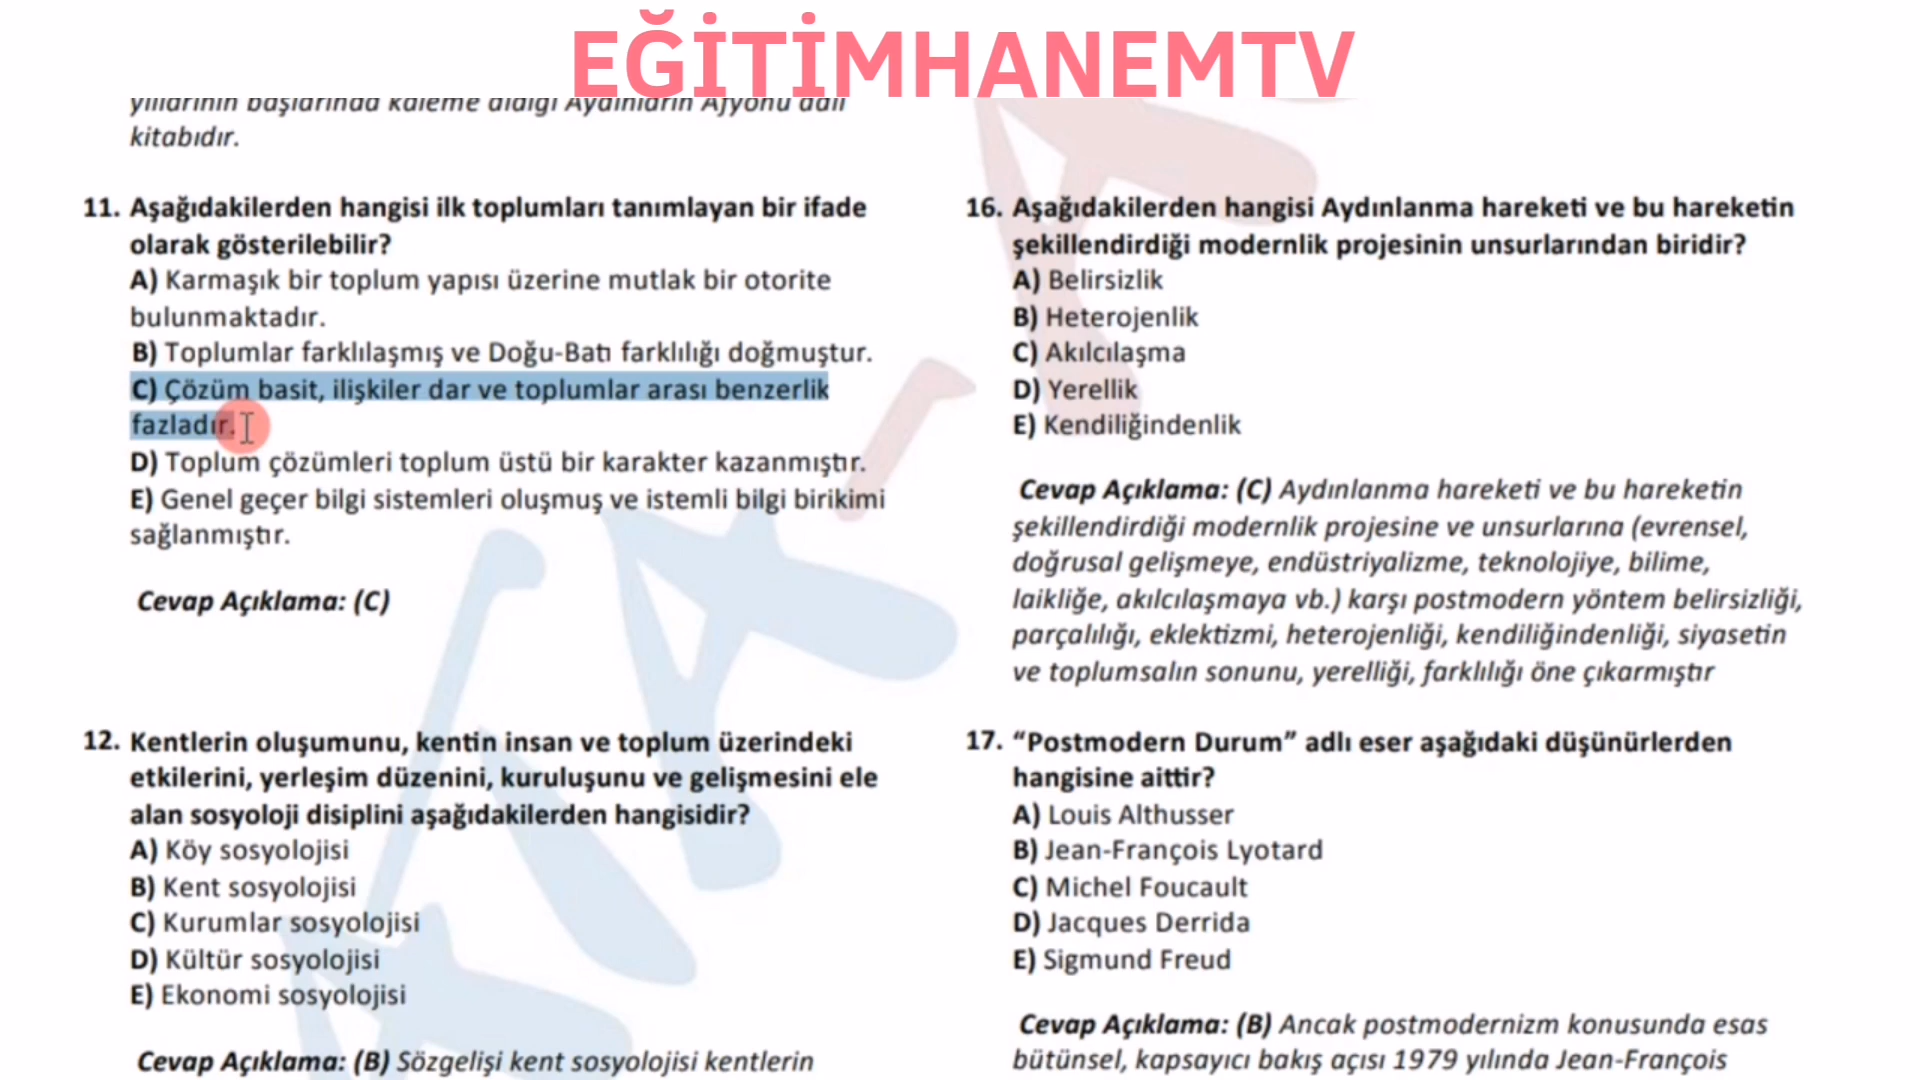 EĞİTİMHANEMTV
yıllarının başlarında kaleme aldığı Aydınların Afyonu adlı
kitabıdır.
11. Aşağıdakilerden hangisi ilk toplumları tanımlayan bir ifade
olarak gösterilebilir?
A) Karmaşık bir toplum yapısı üzerine mutlak bir otorite
bulunmaktadır.
B) Toplumlar farklılaşmış ve Doğu-Batı farklılığı doğmuştur.
C) Çözüm basit, ilişkiler dar ve toplumlar arası benzerlik
fazladır.
D) Toplum çözümleri toplum üstü bir karakter kazanmıştır.
E) Genel geçer bilgi sistemleri oluşmuş ve istemli bilgi birikimi
sağlanmıştır.
Cevap Açıklama: (C)
12. Kentlerin oluşumunu, kentin insan ve toplum üzerindeki
etkilerini, yerleşim düzenini, kuruluşunu ve gelişmesini ele
alan sosyoloji disiplini aşağıdakilerden hangisidir?
A) Köy sosyolojisi
B) Kent sosyolojisi
C) Kurumlar sosyolojisi
D) Kültür sosyolojisi
E) Ekonomi sosyolojisi
Cevap Açıklama: (B) Sözgelişi kent sosyolojisi kentlerin
16. Aşağıdakilerden hangisi Aydınlanma hareketi ve bu hareketin
şekillendirdiği modernlik projesinin unsurlarından biridir?
A) Belirsizlik
B) Heterojenlik
C) Akılcılaşma
D) Yerellik
E) Kendiliğindenlik
Cevap Açıklama: (C) Aydınlanma hareketi ve bu hareketin
şekillendirdiği modernlik projesine ve unsurlarına (evrensel,
doğrusal gelişmeye, endüstriyalizme, teknolojiye, bilime,
laikliğe, akılcılaşmaya vb.) karşı postmodern yöntem belirsizliği,
parçalılığı, eklektizmi, heterojenliği, kendiliğindenliği, siyasetin
ve toplumsalın sonunu, yerelliği, farklılığı öne çıkarmıştır
17. “Postmodern Durum” adlı eser aşağıdaki düşünürlerden
hangisine aittir?
A) Louis Althusser
B) Jean-François Lyotard
C) Michel Foucault
D) Jacques Derrida
E) Sigmund Freud
Cevap Açıklama: (B) Ancak postmodernizm konusunda esas
bütünsel, kapsayıcı bakış açısı 1979 yılında Jean-François